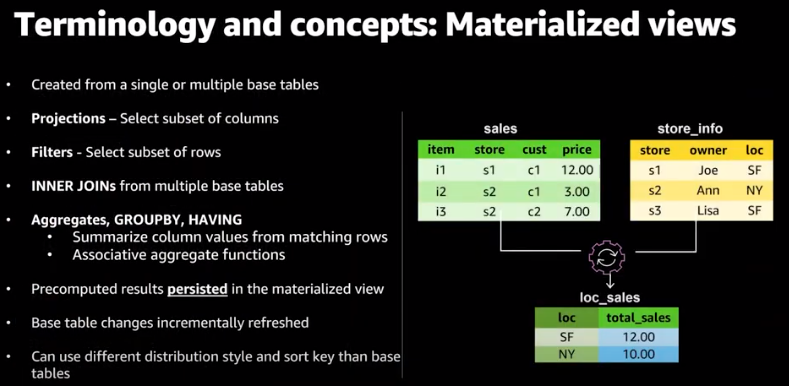 Terminology and concepts: Materialized views
• Created from a single or multiple base tables
• Projections – Select subset of columns
• Filters - Select subset of rows
• INNER JOINs from multiple base tables
• Aggregates, GROUPBY, HAVING
• Summarize column values from matching rows
• Associative aggregate functions
• Precomputed results persisted in the materialized view
• Base table changes incrementally refreshed
• Can use different distribution style and sort key than base
tables
sales
item store cust price
i1 s1 c1 12.00
i2 s2 c1 3.00
i3 s2 c2 7.00
store_info
store owner loc
s1 Joe SF
s2 Ann NY
s3 Lisa SF
loc_sales
loc total_sales
SF 12.00
NY 10.00